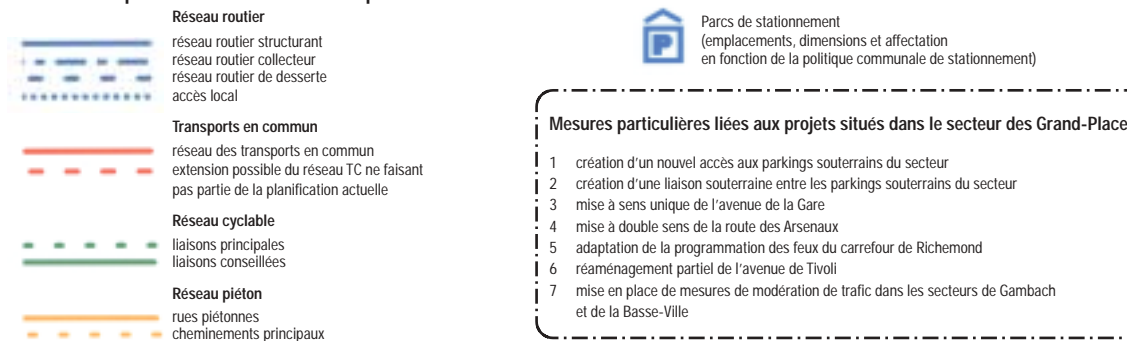 Réseau routier
réseau routier structurant
réseau routier collecteur
réseau routier de desserte
accès local
Transports en commun
réseau des transports en commun
extension possible du réseau TC ne faisant
pas partie de la planification actuelle
Réseau cyclable
liaisons principales
liaisons conseillées
Réseau piéton
rues piétonnes
cheminements principaux
P
Parcs de stationnement
(emplacements, dimensions et affectation
en fonction de la politique communale de stationnement)
Mesures particulières liées aux projets situés dans le secteur des Grand-Place
1 création d'un nouvel accès aux parkings souterrains du secteur
2 création d'une liaison souterraine entre les parkings souterrains du secteur
3 mise à sens unique de l'avenue de la Gare
4 mise à double sens de la route des Arsenaux
5 adaptation de la programmation des feux du carrefour de Richemond
6 réaménagement partiel de l'avenue de Tivoli
7 mise en place de mesures de modération de trafic dans les secteurs de Gambach
et de la Basse-Ville